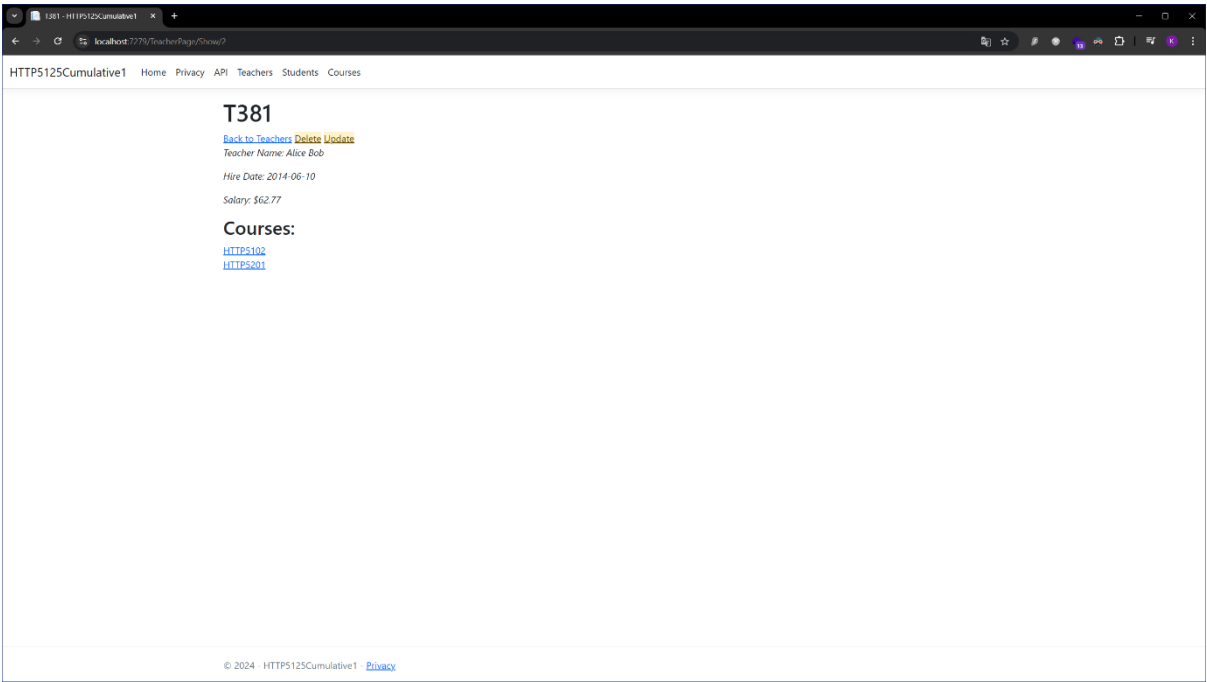 T381 - HTTP5125Cumulative1
localhost:7279/TeacherPage/Show/2
13
K
HTTP5125Cumulative1 Home Privacy API Teachers Students Courses
T381
Back to Teachers Delete Update
Teacher Name: Alice Bob
Hire Date: 2014-06-10
Salary: $62.77
Courses:
HTTP5102
HTTP5201
© 2024 - HTTP5125Cumulative1 - Privacy